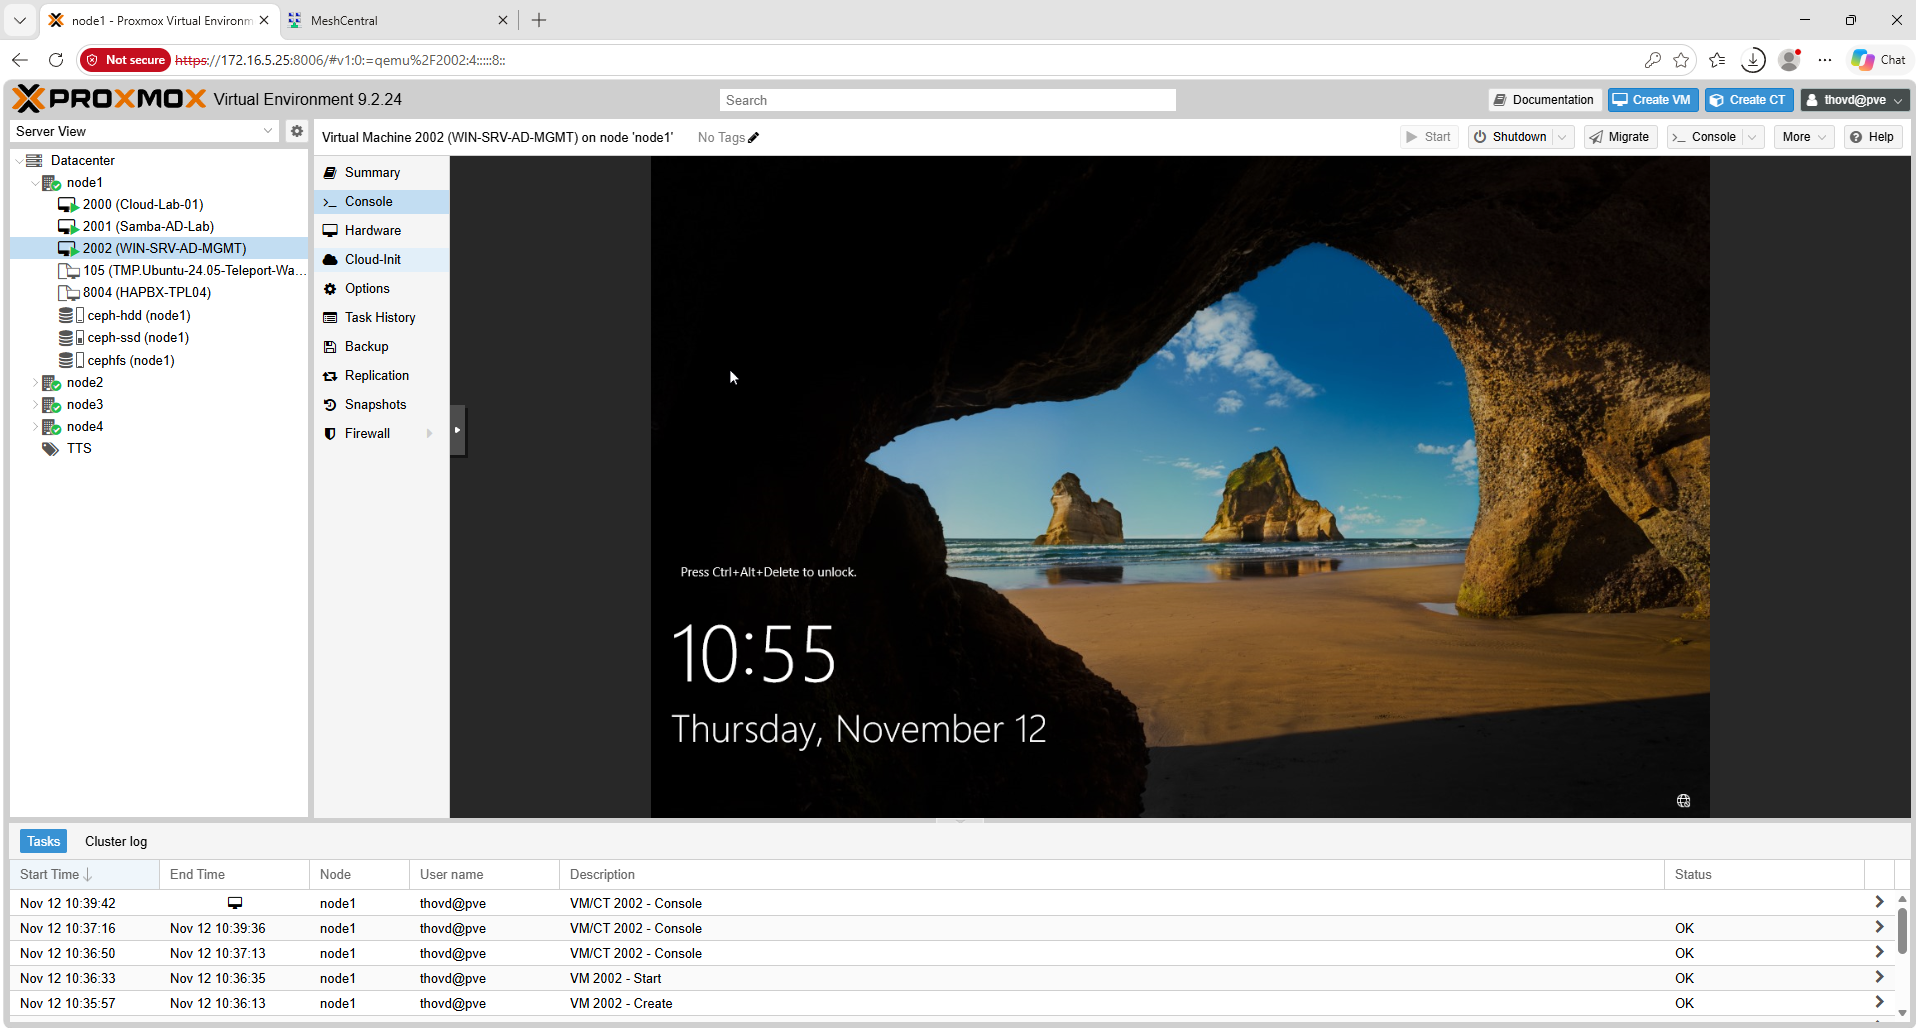 node1 - Proxmox Virtual Environm
MeshCentral
Not secure https://172.16.5.25:8006/#v1:0:=qemu%2F2002:4:::::8::
Chat
PROXMOX Virtual Environment 9.2.24
Search
Documentation
Create VM
Create CT
thovd@pve
Server View
Virtual Machine 2002 (WIN-SRV-AD-MGMT) on node 'node1'
No Tags
Start
Shutdown
Migrate
Console
More
Help
Datacenter
node1
2000 (Cloud-Lab-01)
2001 (Samba-AD-Lab)
2002 (WIN-SRV-AD-MGMT)
105 (TMP.Ubuntu-24.05-Teleport-Wa...
8004 (HAPBX-TPL04)
ceph-hdd (node1)
ceph-ssd (node1)
cephfs (node1)
node2
node3
node4
TTS
Summary
Console
Hardware
Cloud-Init
Options
Task History
Backup
Replication
Snapshots
Firewall
Press Ctrl+Alt+Delete to unlock.
10:55
Thursday, November 12
Tasks
Cluster log
Start Time End Time Node User name Description Status
Nov 12 10:39:42 node1 thovd@pve VM/CT 2002 - Console
Nov 12 10:37:16 Nov 12 10:39:36 node1 thovd@pve VM/CT 2002 - Console OK
Nov 12 10:36:50 Nov 12 10:37:13 node1 thovd@pve VM/CT 2002 - Console OK
Nov 12 10:36:33 Nov 12 10:36:35 node1 thovd@pve VM 2002 - Start OK
Nov 12 10:35:57 Nov 12 10:36:13 node1 thovd@pve VM 2002 - Create OK